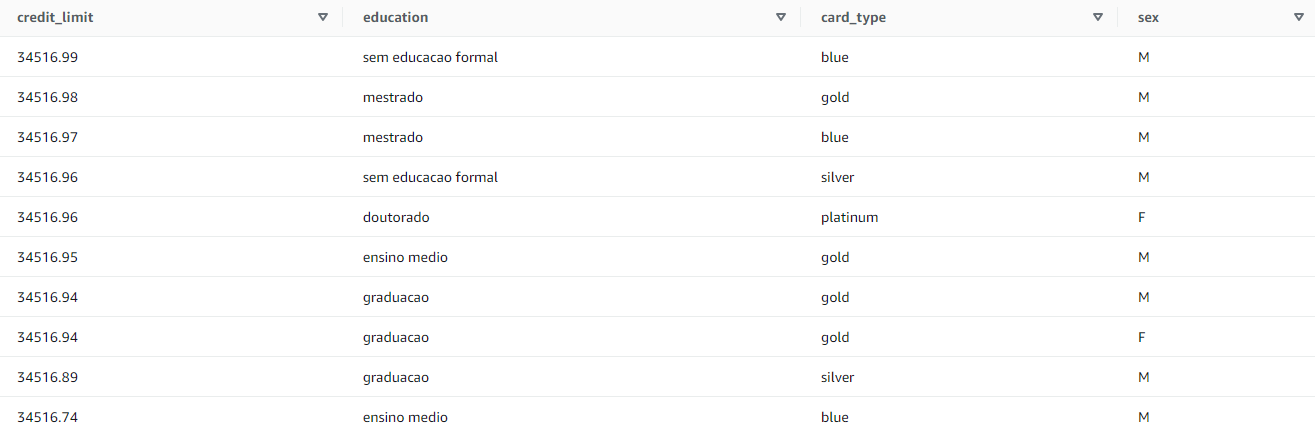 credit_limit education card_type sex
34516.99 sem educacao formal blue M
34516.98 mestrado gold M
34516.97 mestrado blue M
34516.96 sem educacao formal silver M
34516.96 doutorado platinum F
34516.95 ensino medio gold M
34516.94 graduacao gold M
34516.94 graduacao gold F
34516.89 graduacao silver M
34516.74 ensino medio blue M